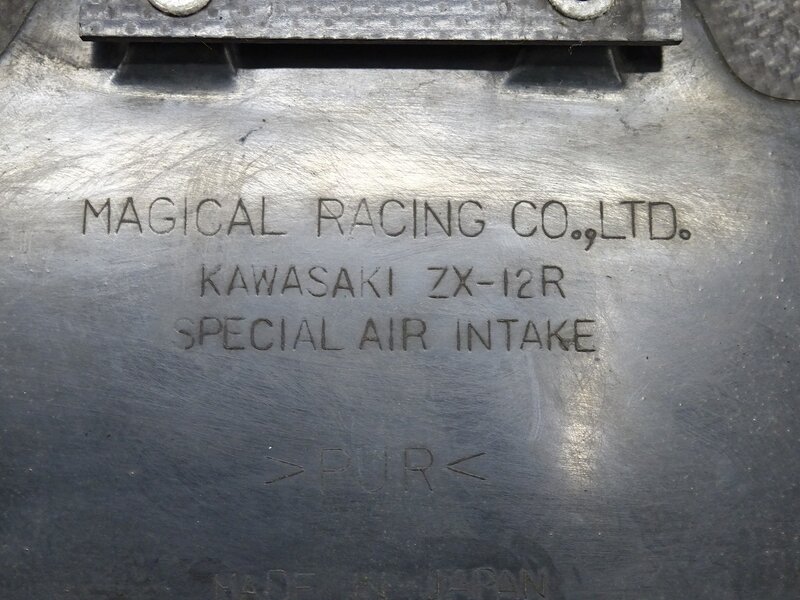 MAGICAL RACING CO.,LTD.
KAWASAKI ZX-12R
SPECIAL AIR INTAKE
>PUR<
MADE IN JAPAN